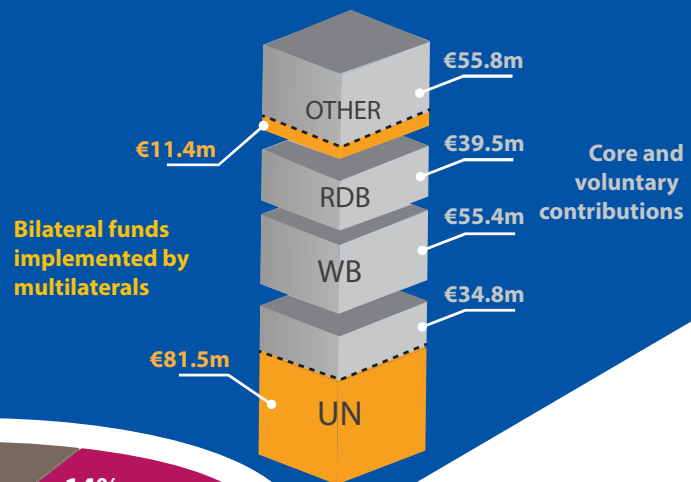 €55.8m
OTHER
€11.4m
€39.5m
Core and
voluntary
contributions
RDB
€55.4m
Bilateral funds
implemented by
multilaterals
WB
€34.8m
€81.5m
UN